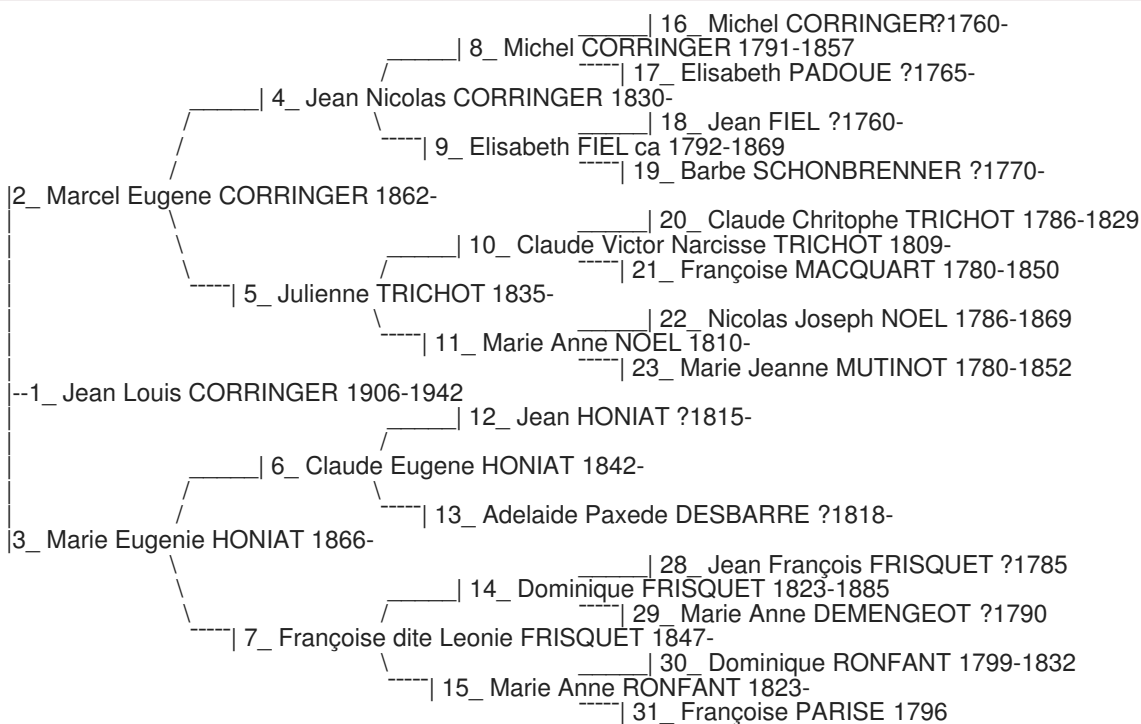 16_ Michel CORRINGER?1760-
8_ Michel CORRINGER 1791-1857
17_ Elisabeth PADOUE ?1765-
4_ Jean Nicolas CORRINGER 1830-
18_ Jean FIEL ?1760-
9_ Elisabeth FIEL ca 1792-1869
19_ Barbe SCHONBRENNER ?1770-
2_ Marcel Eugene CORRINGER 1862-
20_ Claude Chritophe TRICHOT 1786-1829
10_ Claude Victor Narcisse TRICHOT 1809-
21_ Françoise MACQUART 1780-1850
5_ Julienne TRICHOT 1835-
22_ Nicolas Joseph NOEL 1786-1869
11_ Marie Anne NOEL 1810-
23_ Marie Jeanne MUTINOT 1780-1852
--1_ Jean Louis CORRINGER 1906-1942
12_ Jean HONIAT ?1815-
6_ Claude Eugene HONIAT 1842-
13_ Adelaide Paxede DESBARRE ?1818-
3_ Marie Eugenie HONIAT 1866-
28_ Jean François FRISQUET ?1785
14_ Dominique FRISQUET 1823-1885
29_ Marie Anne DEMENGEOT ?1790
7_ Françoise dite Leonie FRISQUET 1847-
30_ Dominique RONFANT 1799-1832
15_ Marie Anne RONFANT 1823-
31_ Françoise PARISE 1796